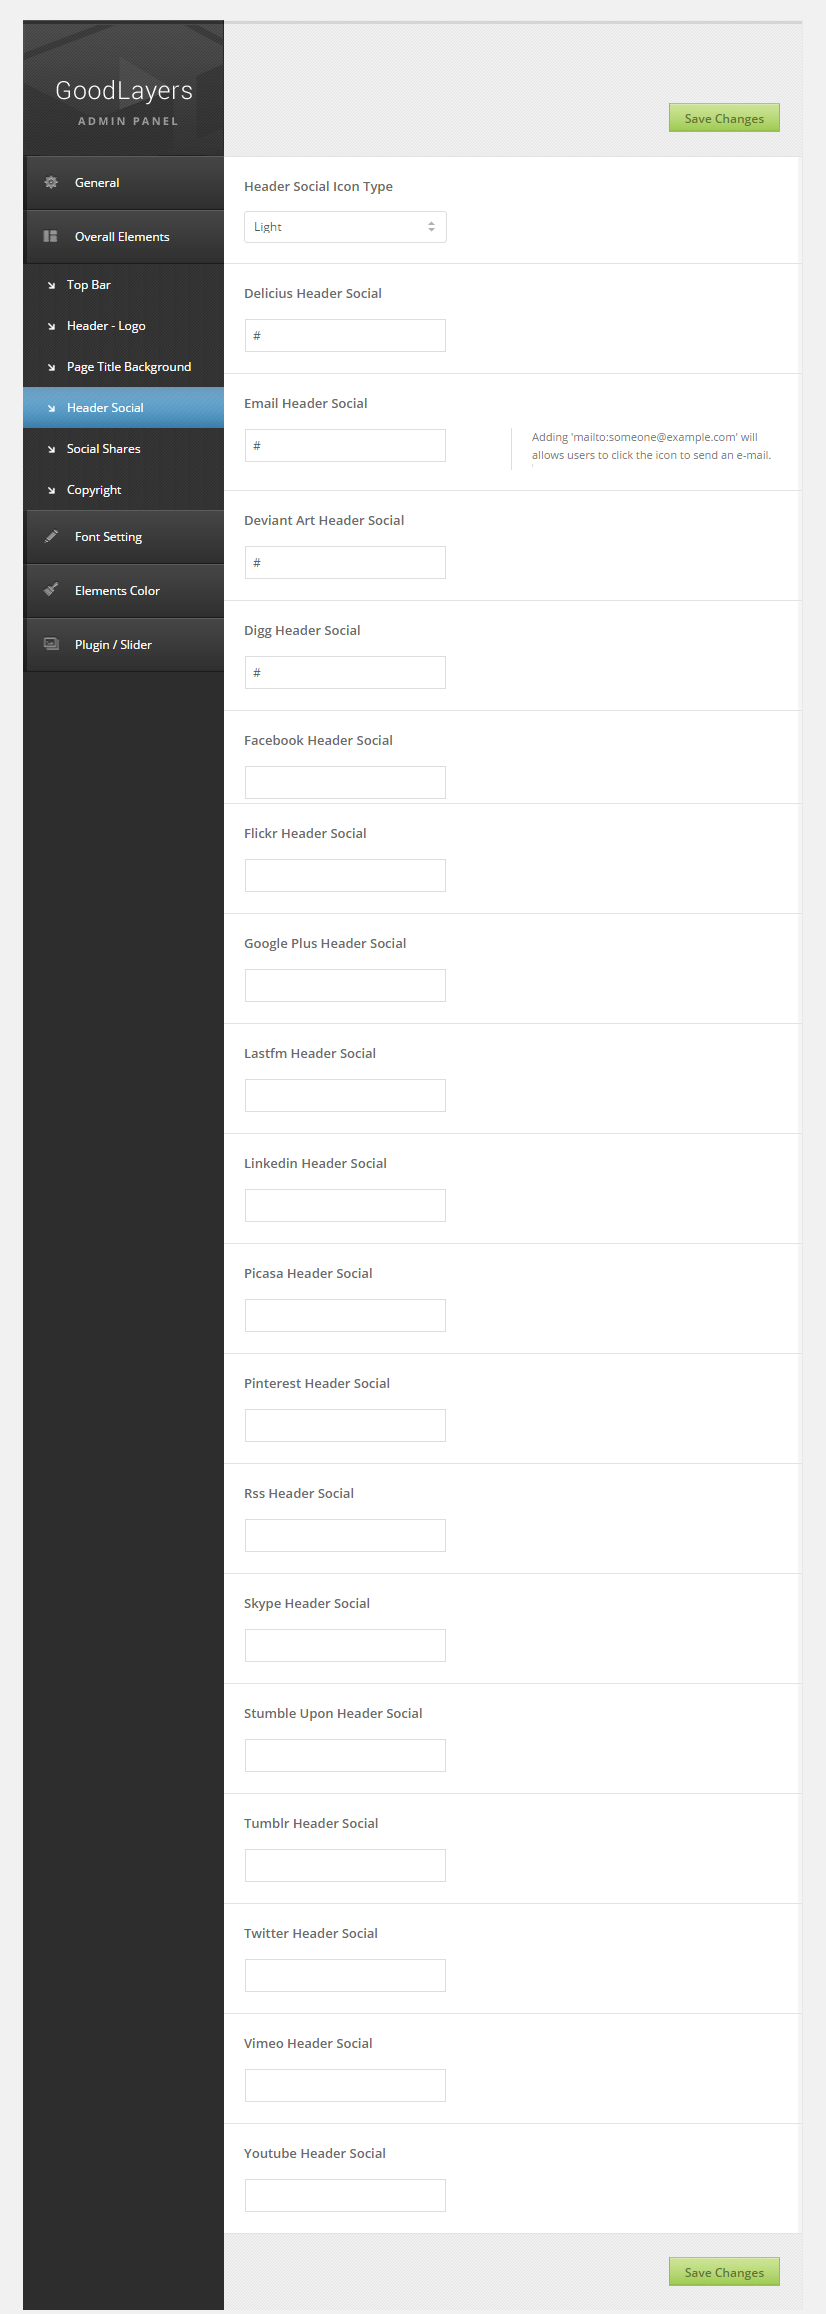 GoodLayers
ADMIN PANEL
Save Changes
General
Overall Elements
Top Bar
Header - Logo
Page Title Background
Header Social
Social Shares
Copyright
Font Setting
Elements Color
Plugin / Slider
Header Social Icon Type
Light
Delicius Header Social
#
Email Header Social
#
Adding 'mailto:someone@example.com' will
allows users to click the icon to send an e-mail.
Deviant Art Header Social
#
Digg Header Social
#
Facebook Header Social
Flickr Header Social
Google Plus Header Social
Lastfm Header Social
Linkedin Header Social
Picasa Header Social
Pinterest Header Social
Rss Header Social
Skype Header Social
Stumble Upon Header Social
Tumblr Header Social
Twitter Header Social
Vimeo Header Social
Youtube Header Social
Save Changes